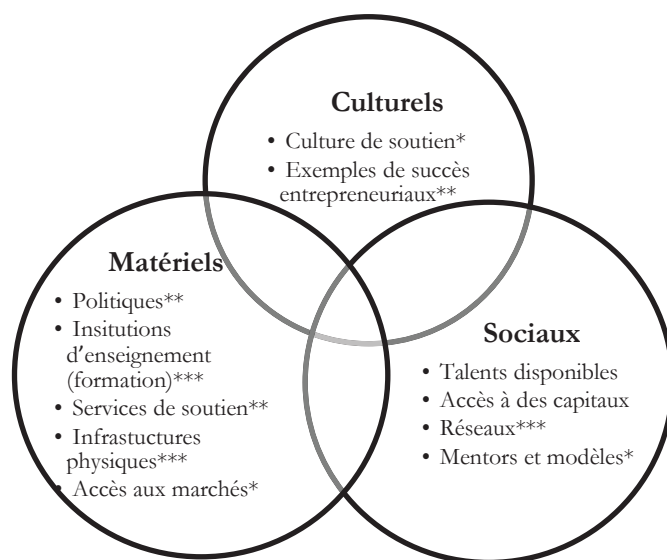 Culturels
• Culture de soutien*
• Exemples de succès
entrepreneuriaux**
Matériels
• Politiques**
• Insitutions
d'enseignement
(formation)***
• Services de soutien**
• Infrastuctures
physiques***
• Accès aux marchés*
Sociaux
• Talents disponibles
• Accès à des capitaux
• Réseaux***
• Mentors et modèles*